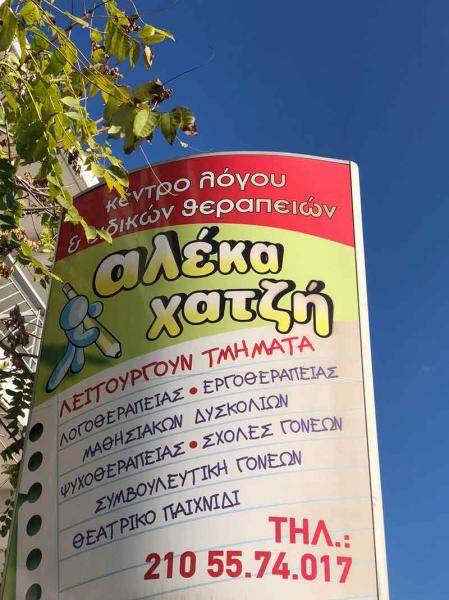 κέντρο λόγου
& ειδικών θεραπειών
αλέκα
χατζή
ΛΕΙΤΟΥΡΓΟΥΝ ΤΜΗΜΑΤΑ
ΛΟΓΟΘΕΡΑΠΕΙΑΣ • ΕΡΓΟΘΕΡΑΠΕΙΑΣ
ΜΑΘΗΣΙΑΚΩΝ ΔΥΣΚΟΛΙΩΝ
ΨΥΧΟΘΕΡΑΠΕΙΑΣ • ΣΧΟΛΕΣ ΓΟΝΕΩΝ
ΣΥΜΒΟΥΛΕΥΤΙΚΗ ΓΟΝΕΩΝ
ΘΕΑΤΡΙΚΟ ΠΑΙΧΝΙΔΙ
ΤΗΛ.:
210 55.74.017